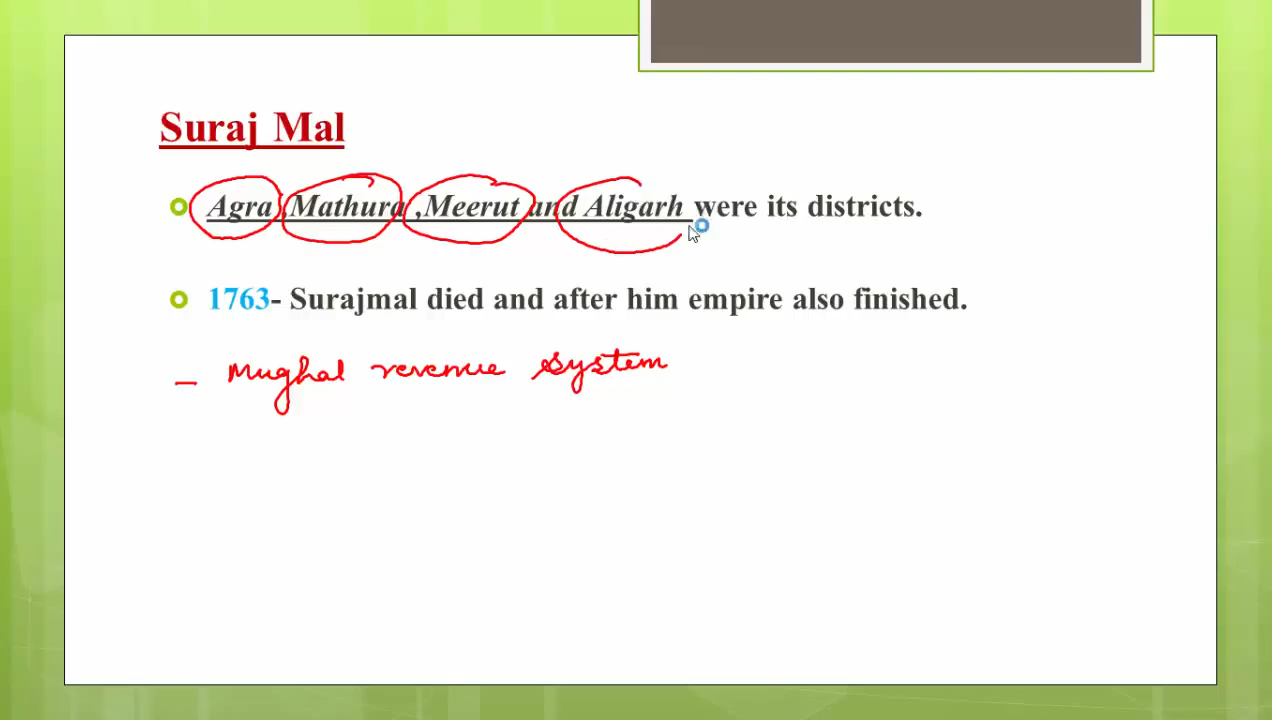 Suraj Mal
Agra ,Mathura ,Meerut and Aligarh were its districts.
1763- Surajmal died and after him empire also finished.
– Mughal revenue system